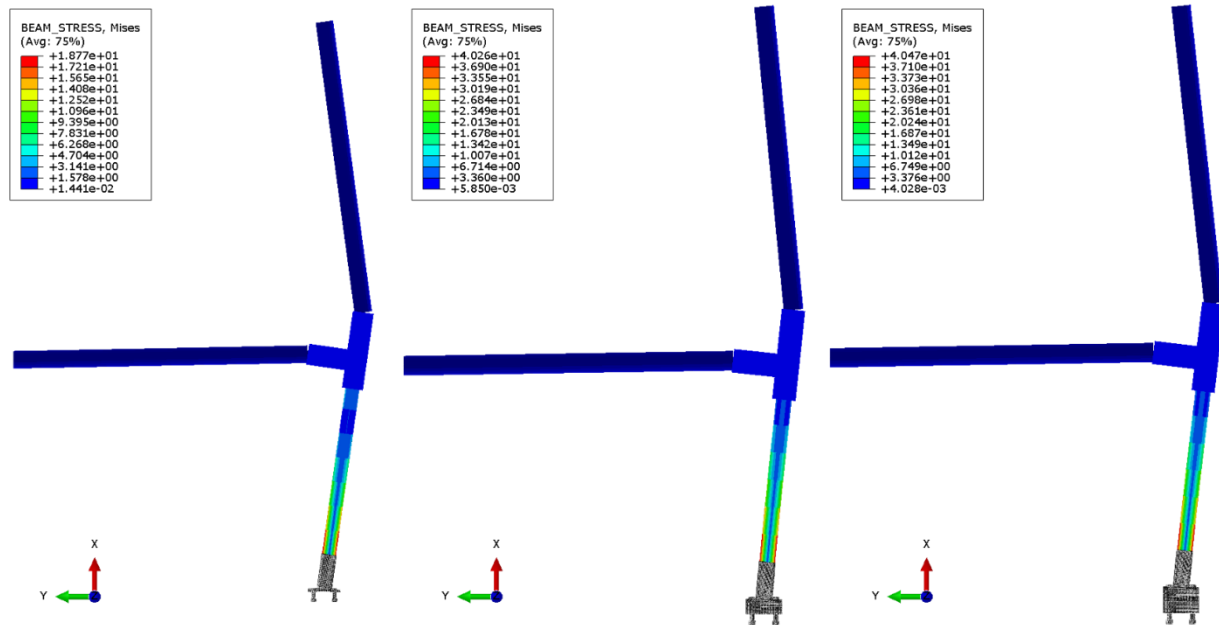 BEAM_STRESS, Mises
(Avg: 75%)
+1.877e+01
+1.721e+01
+1.565e+01
+1.408e+01
+1.252e+01
+1.096e+01
+9.395e+00
+7.831e+00
+6.268e+00
+4.704e+00
+3.141e+00
+1.578e+00
+1.441e-02
X
Y
BEAM_STRESS, Mises
(Avg: 75%)
+4.026e+01
+3.690e+01
+3.355e+01
+3.019e+01
+2.684e+01
+2.349e+01
+2.013e+01
+1.678e+01
+1.342e+01
+1.007e+01
+6.714e+00
+3.360e+00
+5.850e-03
X
Y
BEAM_STRESS, Mises
(Avg: 75%)
+4.047e+01
+3.710e+01
+3.373e+01
+3.036e+01
+2.698e+01
+2.361e+01
+2.024e+01
+1.687e+01
+1.349e+01
+1.012e+01
+6.749e+00
+3.376e+00
+4.028e-03
X
Y